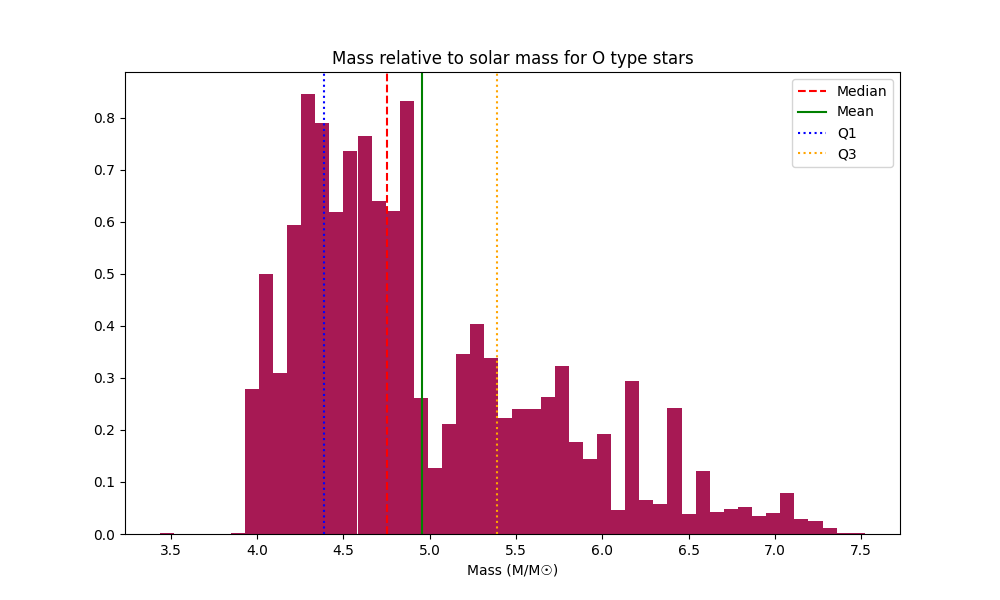 Mass relative to solar mass for O type stars
Median
Mean
Q1
Q3
0.8
0.7
0.6
0.5
0.4
0.3
0.2
0.1
0.0
3.5 4.0 4.5 5.0 5.5 6.0 6.5 7.0 7.5
Mass (M/M☉)